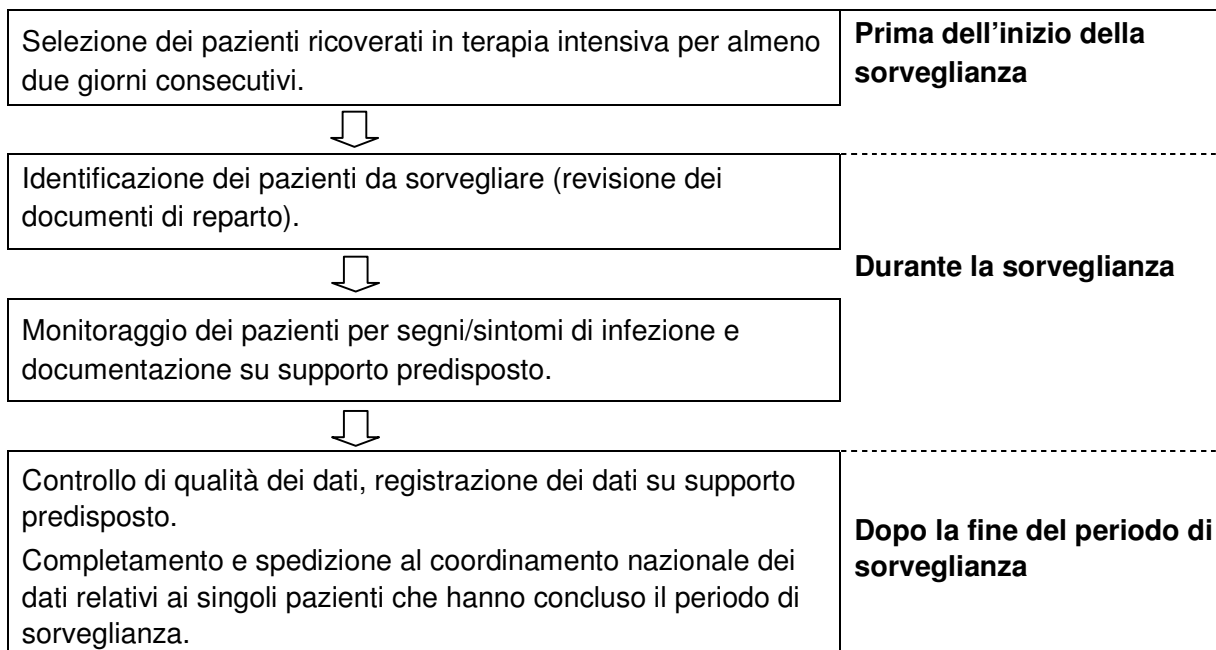 Selezione dei pazienti ricoverati in terapia intensiva per almeno
due giorni consecutivi.
Prima dell'inizio della
sorveglianza
Identificazione dei pazienti da sorvegliare (revisione dei
documenti di reparto).
Durante la sorveglianza
Monitoraggio dei pazienti per segni/sintomi di infezione e
documentazione su supporto predisposto.
Controllo di qualità dei dati, registrazione dei dati su supporto
predisposto.
Completamento e spedizione al coordinamento nazionale dei
dati relativi ai singoli pazienti che hanno concluso il periodo di
sorveglianza.
Dopo la fine del periodo di
sorveglianza